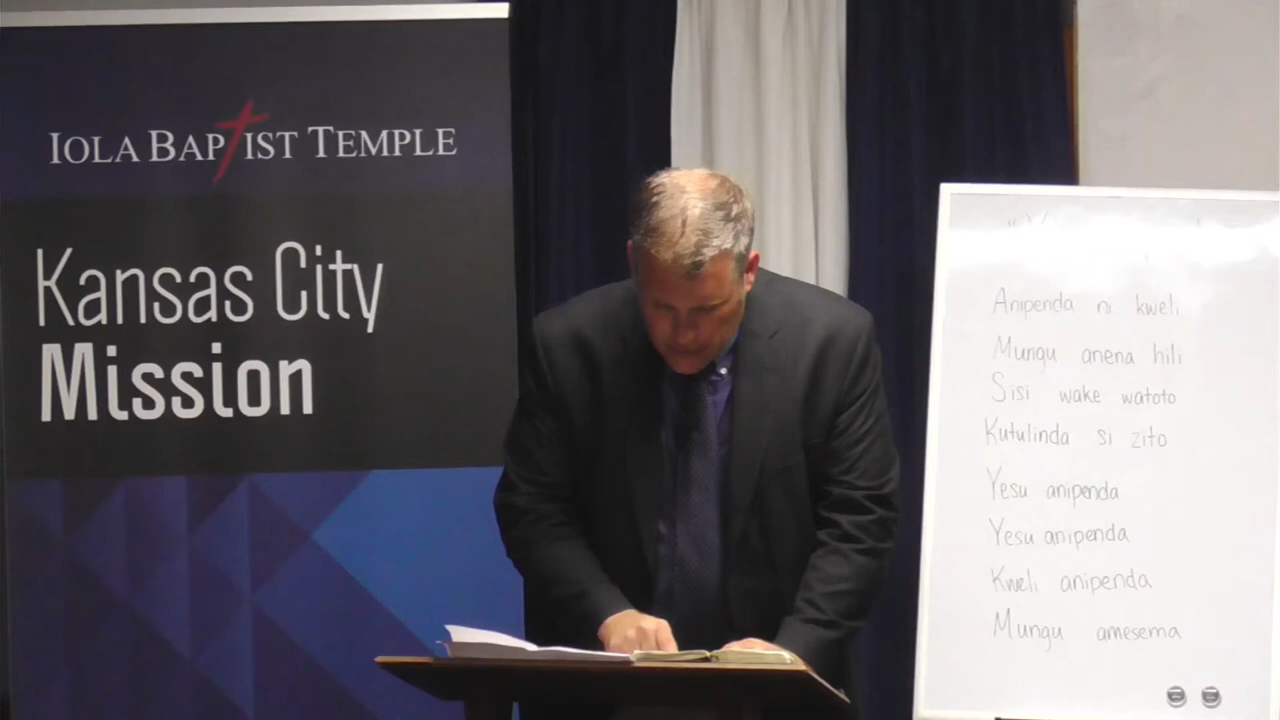 IOLA BAPTIST TEMPLE
Kansas City
Mission
Anipenda ni kweli
Mungu anena hili
Sisi wake watoto
Kutulinda si zito
Yesu anipenda
Yesu anipenda
Kweli anipenda
Mungu amesema